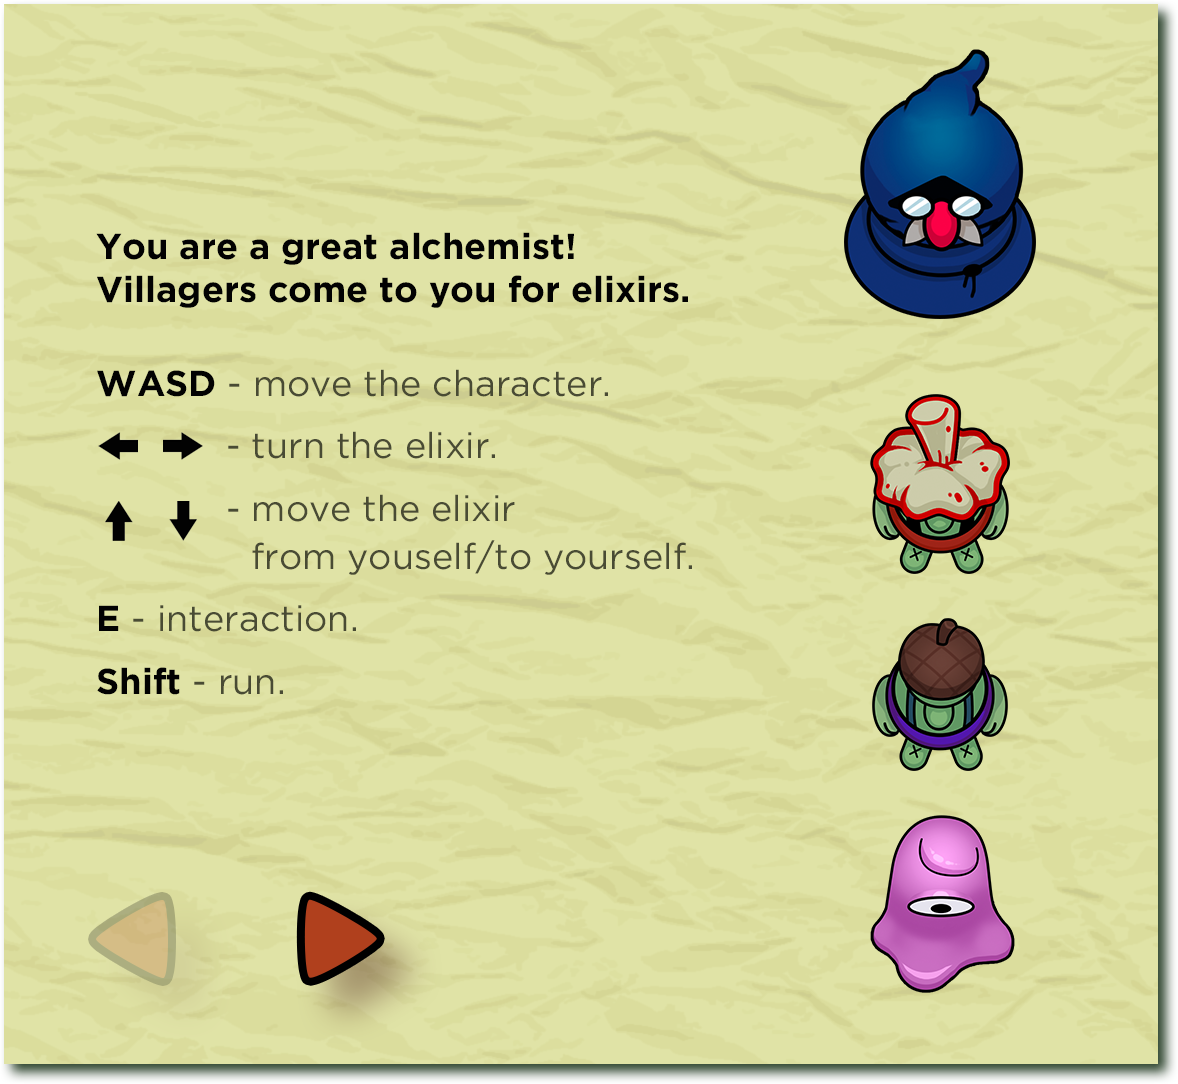 You are a great alchemist!
Villagers come to you for elixirs.
WASD - move the character.
- turn the elixir.
- move the elixir
from youself/to yourself.
E - interaction.
Shift - run.